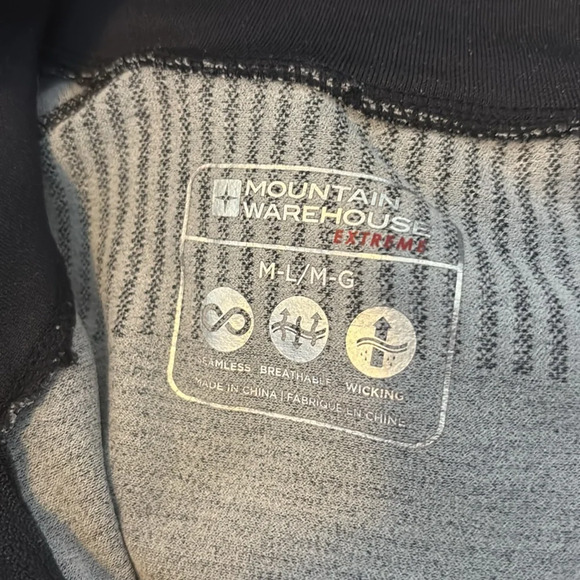 MOUNTAIN
WAREHOUSE
EXTREME
M-L/M-G
SEAMLESS BREATHABLE WICKING
MADE IN CHINA | FABRIQUÉ EN CHINE